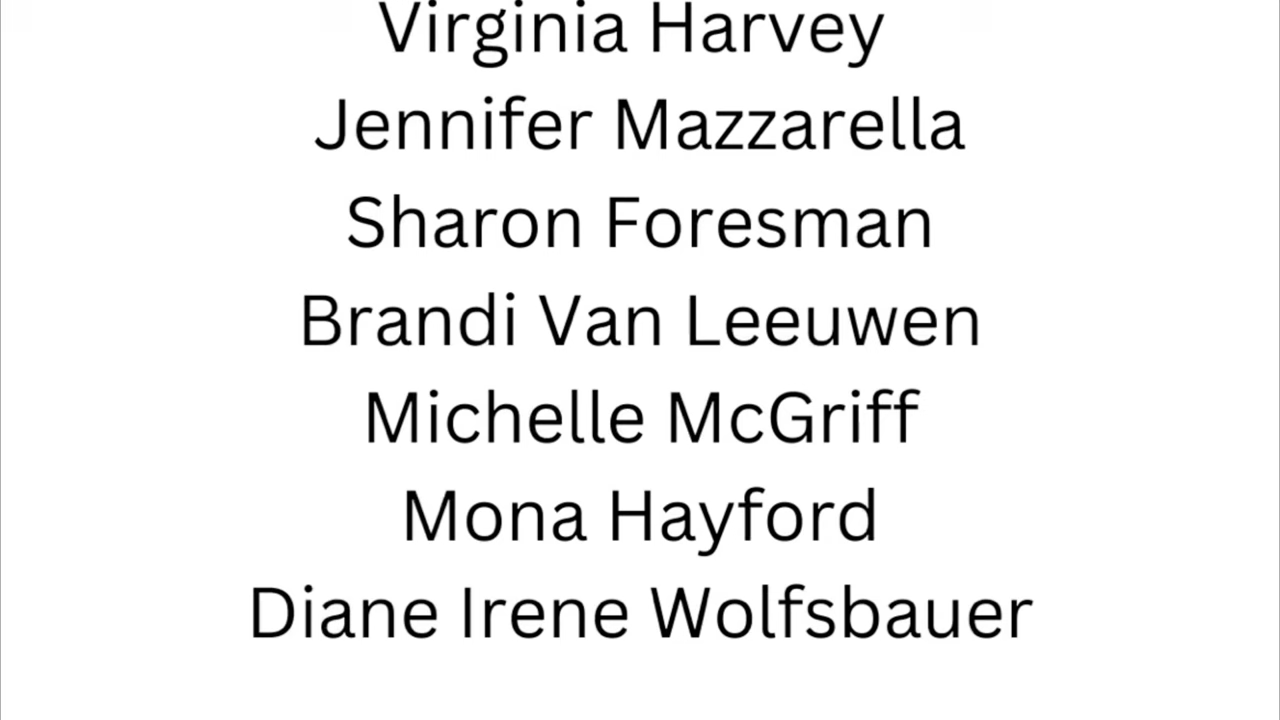 Virginia Harvey
Jennifer Mazzarella
Sharon Foresman
Brandi Van Leeuwen
Michelle McGriff
Mona Hayford
Diane Irene Wolfsbauer